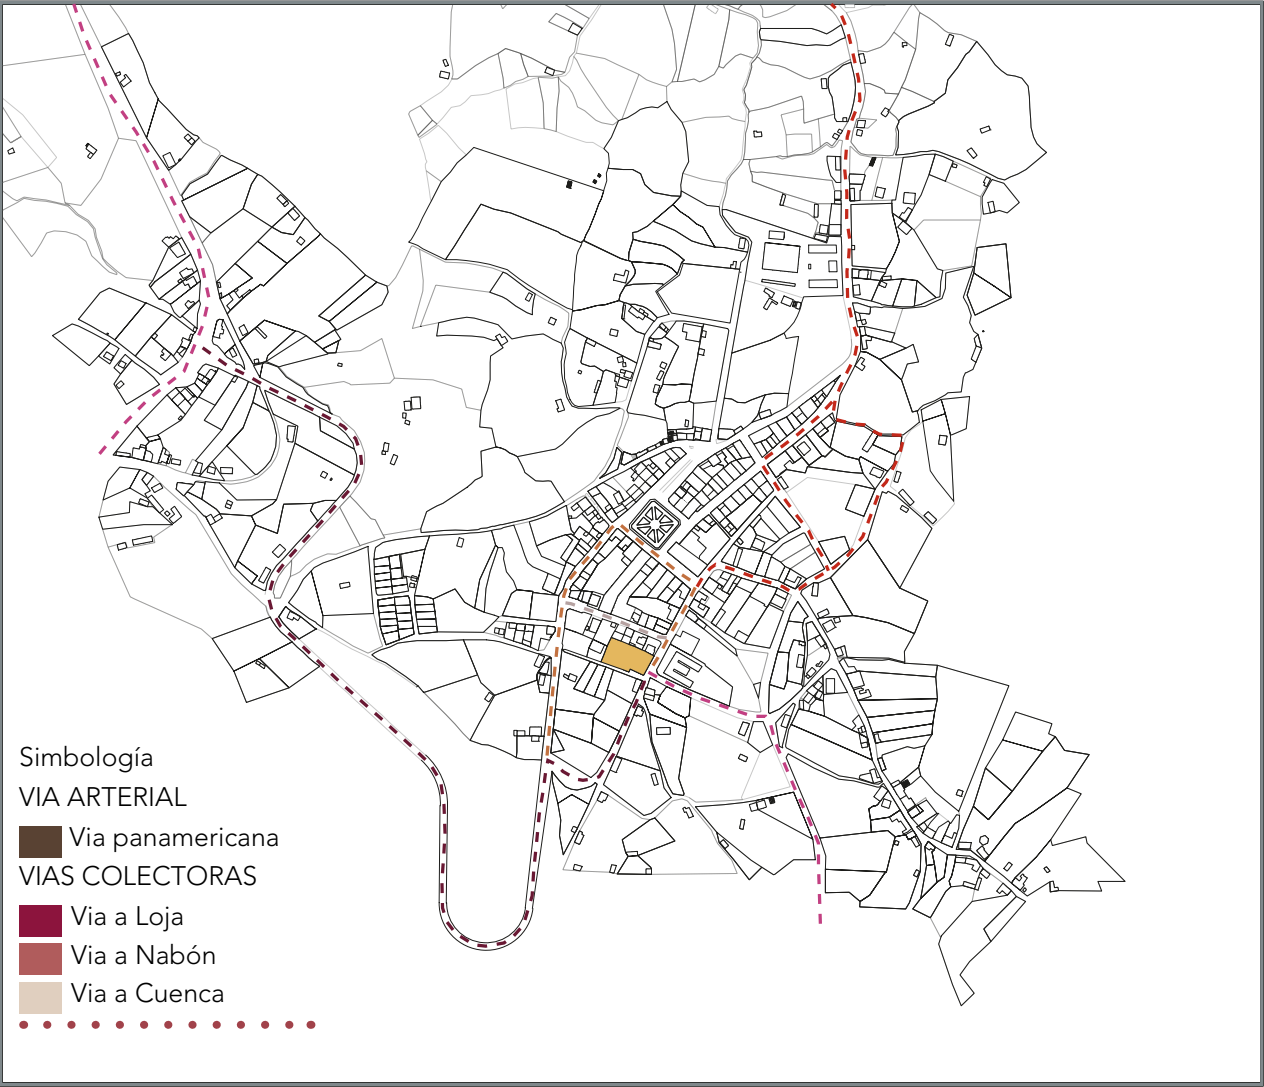 Simbología
VIA ARTERIAL
Via panamericana
VIAS COLECTORAS
Via a Loja
Via a Nabón
Via a Cuenca